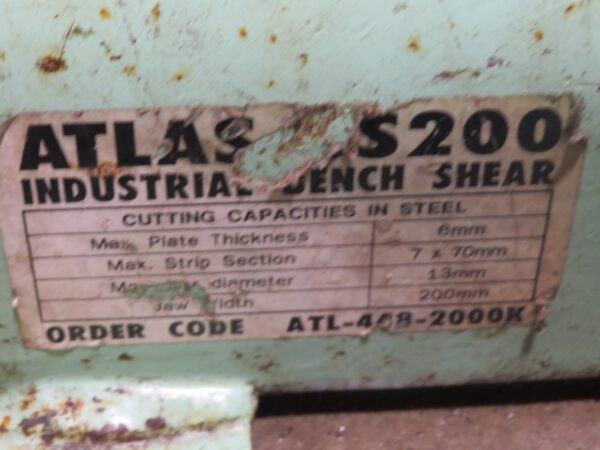 ATLAS S200
INDUSTRIAL BENCH SHEAR
CUTTING CAPACITIES IN STEEL
Max. Plate Thickness 6mm
Mak. Strip Section 7 x 70mm
diameter 13mm
Jaw Width 200mm
ORDER CODE ATL-448-2000K